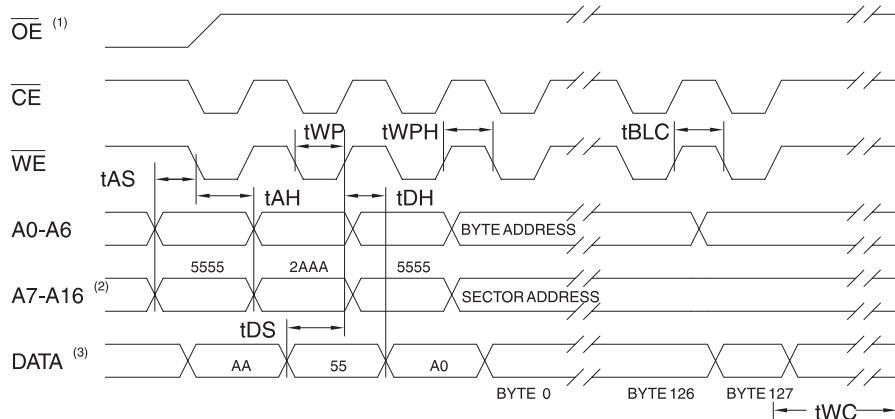 OE (1)
CE
tWP tWPH tBLC
WE
tAS
tAH tDH
A0-A6 BYTE ADDRESS
5555 2AAA 5555
A7-A16 (2) SECTOR ADDRESS
tDS
DATA (3) AA 55 A0
BYTE 0 BYTE 126 BYTE 127
tWC